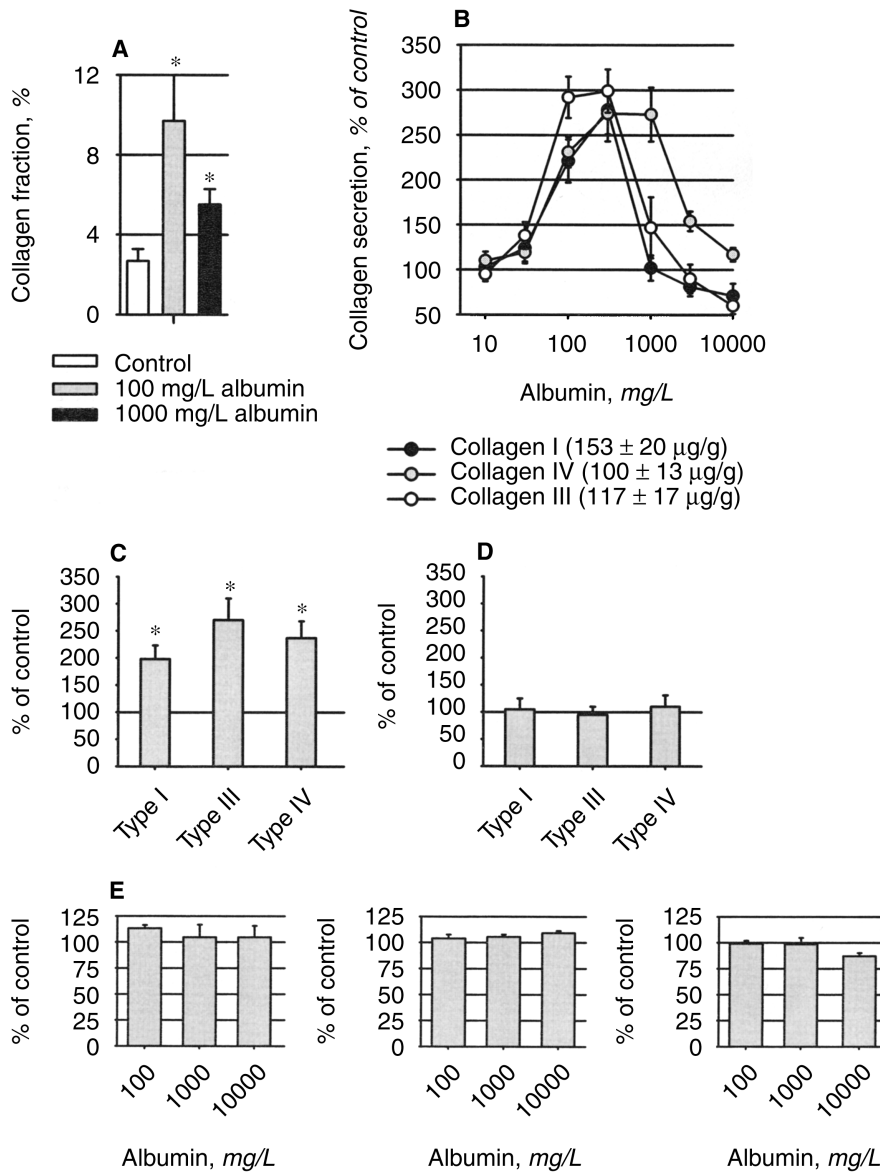 A
Collagen fraction, %
12
*
8
*
4
0
Control
100 mg/L albumin
1000 mg/L albumin
B
Collagen secretion, % of control
350
300
250
200
150
100
50
10 100 1000 10000
Albumin, mg/L
Collagen I (153 ± 20 μg/g)
Collagen IV (100 ± 13 μg/g)
Collagen III (117 ± 17 μg/g)
C
% of control
350
300
250
200
150
100
50
0
* * *
Type I Type III Type IV
D
% of control
350
300
250
200
150
100
50
0
Type I Type III Type IV
E
% of control
125
100
75
50
25
0
100 1000 10000
Albumin, mg/L
% of control
125
100
75
50
25
0
100 1000 10000
Albumin, mg/L
% of control
125
100
75
50
25
0
100 1000 10000
Albumin, mg/L